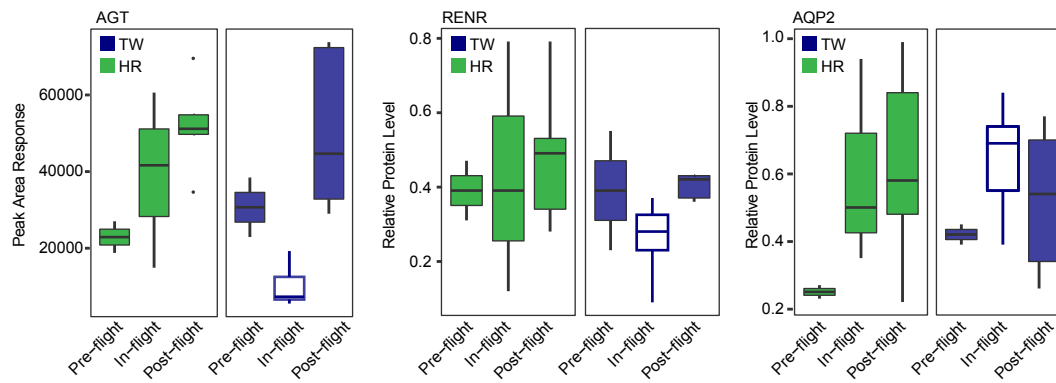 AGT
TW
HR
Peak Area Response
60000
40000
20000
Pre–flight
In–flight
Post–flight
Pre–flight
In–flight
Post–flight
RENR
TW
HR
Relative Protein Level
0.8
0.6
0.4
0.2
Pre–flight
In–flight
Post–flight
Pre–flight
In–flight
Post–flight
AQP2
TW
HR
Relative Protein Level
1.0
0.8
0.6
0.4
0.2
Pre–flight
In–flight
Post–flight
Pre–flight
In–flight
Post–flight